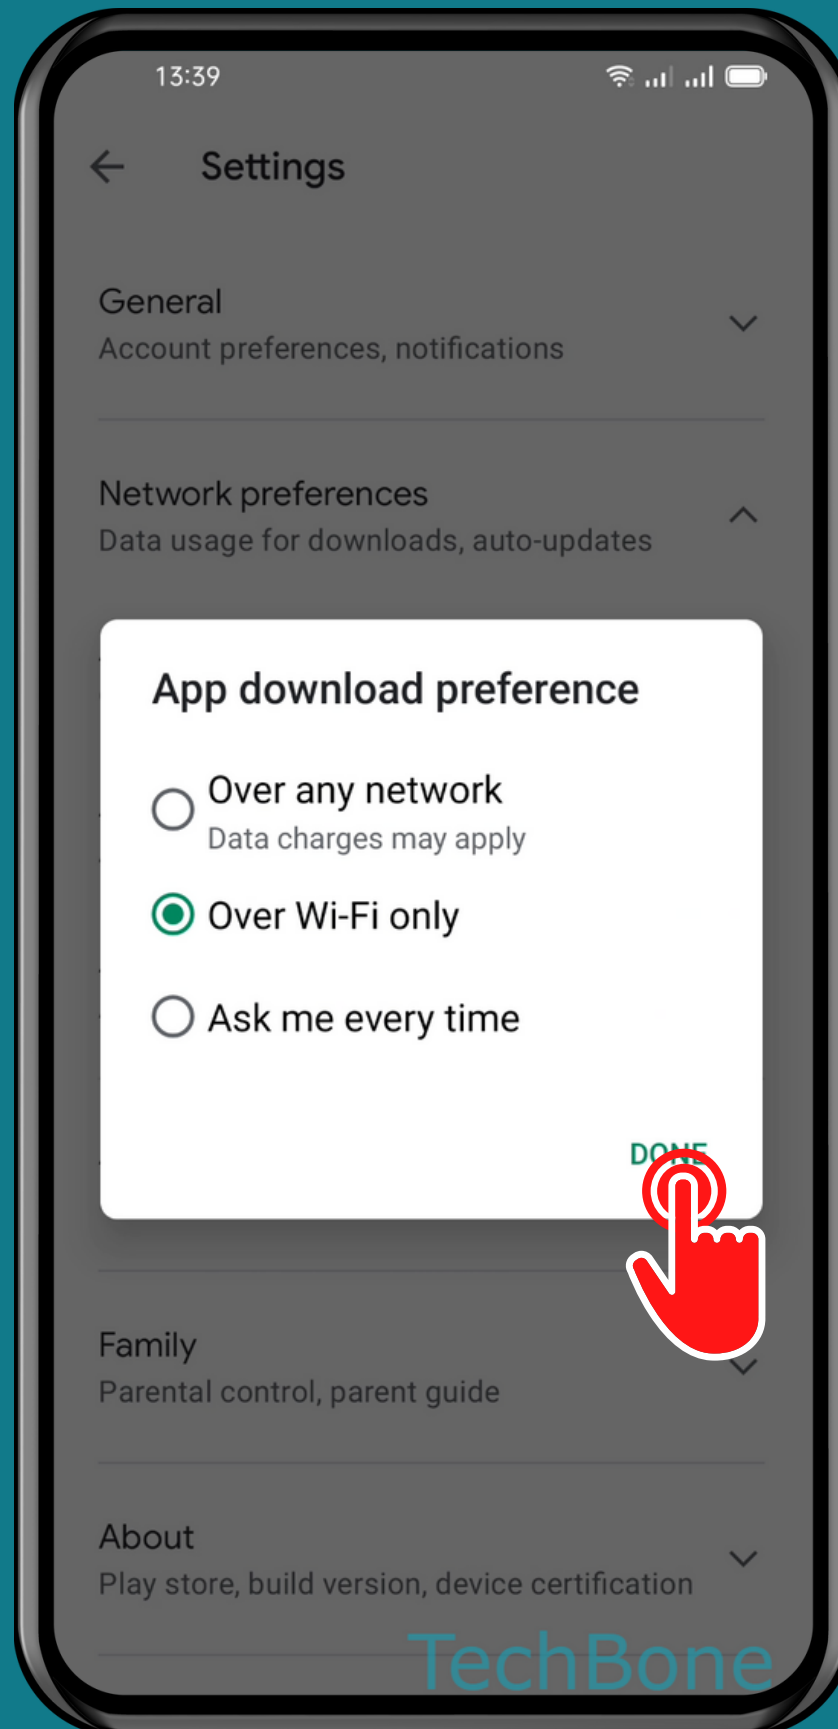 13:39
Settings
General
Account preferences, notifications
Network preferences
Data usage for downloads, auto-updates
App download preference
Over any network
Data charges may apply
Over Wi-Fi only
Ask me every time
DONE
Family
Parental control, parent guide
About
Play store, build version, device certification
TechBone